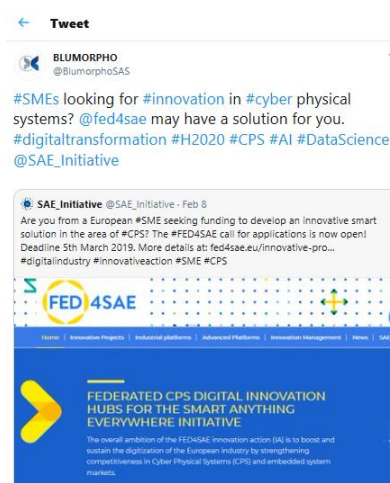 Tweet
BLUMORPHO
@BlumorphoSAS
#SMEs looking for #innovation in #cyber physical
systems? @fed4sae may have a solution for you.
#digitaltransformation #H2020 #CPS #AI #DataScience
@SAE_Initiative
SAE_Initiative @SAE_Initiative · Feb 8
Are you from a European #SME seeking funding to develop an innovative smart
solution in the area of #CPS? The #FED4SAE call for applications is now open!
Deadline 5th March 2019. More details at: fed4sae.eu/innovative-pro...
#digitalindustry #innovativeaction #SME #CPS
FED4SAE
Home | Innovative Projects | Industrial platforms | Advanced Platforms | Innovation Management | News | SAE
FEDERATED CPS DIGITAL INNOVATION
HUBS FOR THE SMART ANYTHING
EVERYWHERE INITIATIVE
The overall ambition of the FED4SAE innovation action (IA) is to boost and
sustain the digitization of the European industry by strengthening
competitiveness in Cyber Physical Systems (CPS) and embedded system
markets.